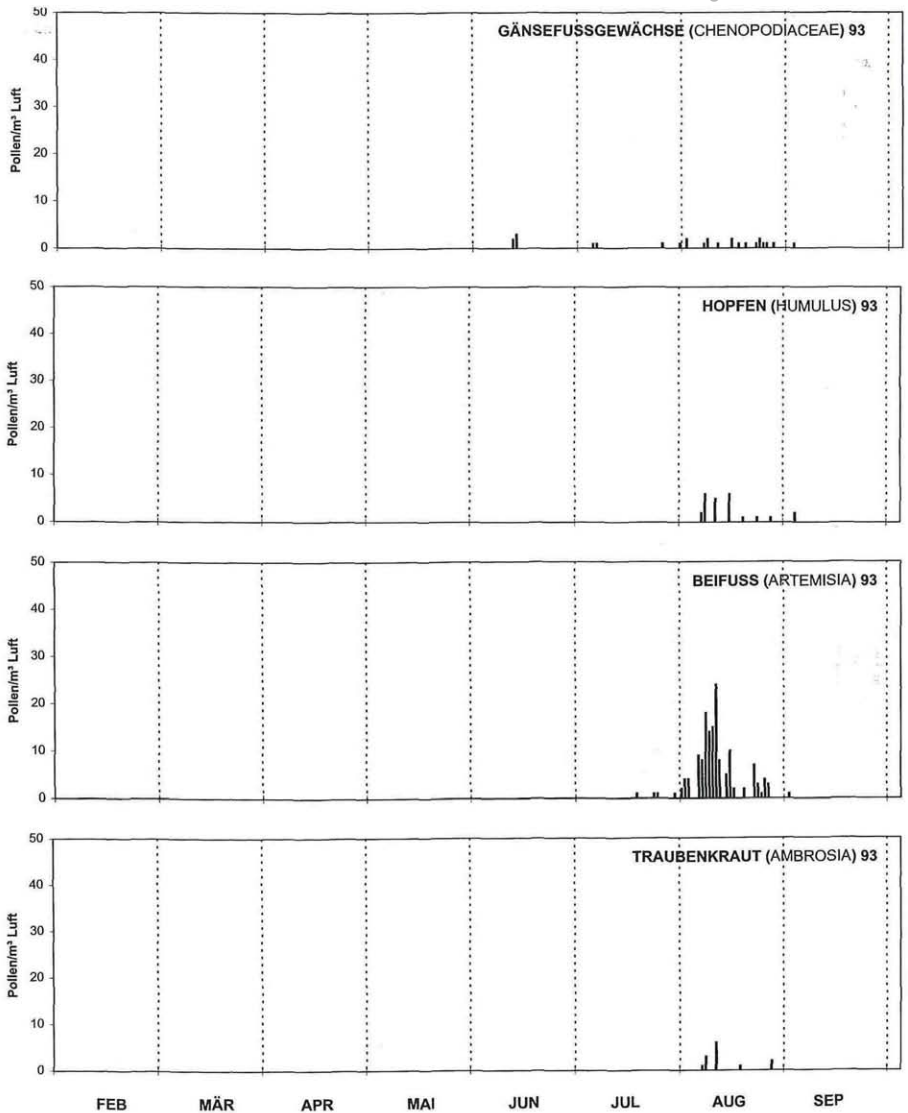 GÄNSEFUSSGEWÄCHSE (CHENOPODIACEAE) 93
50
40
30
20
10
0
Pollen/m³ Luft
HOPFEN (HUMULUS) 93
50
40
30
20
10
0
Pollen/m³ Luft
BEIFUSS (ARTEMISIA) 93
50
40
30
20
10
0
Pollen/m³ Luft
TRAUBENKRAUT (AMBROSIA) 93
50
40
30
20
10
0
Pollen/m³ Luft
FEB MÄR APR MAI JUN JUL AUG SEP